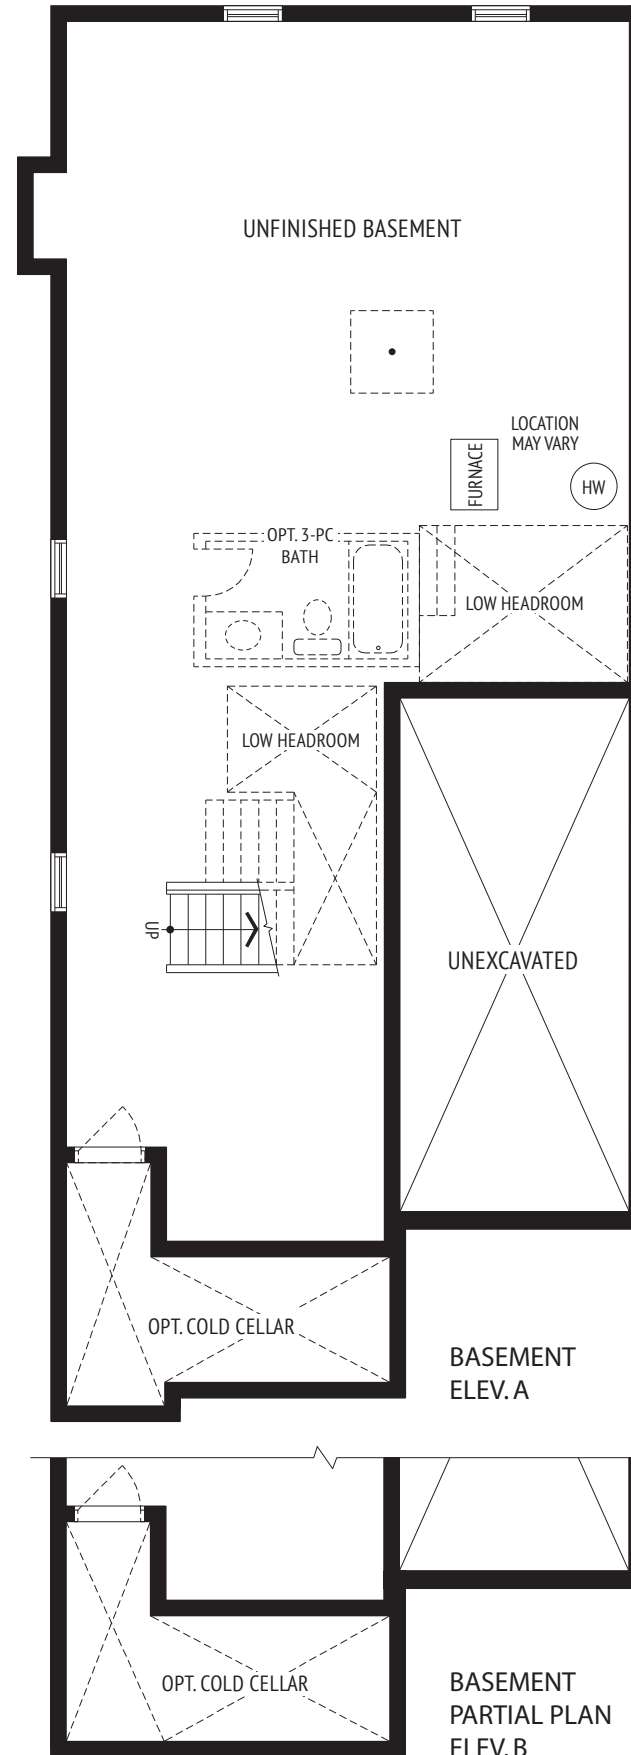 UNFINISHED BASEMENT
LOCATION
MAY VARY
FURNACE
HW
OPT. 3-PC
BATH
LOW HEADROOM
LOW HEADROOM
UP
UNEXCAVATED
OPT. COLD CELLAR
BASEMENT
ELEV. A
OPT. COLD CELLAR
BASEMENT
PARTIAL PLAN
ELEV. B